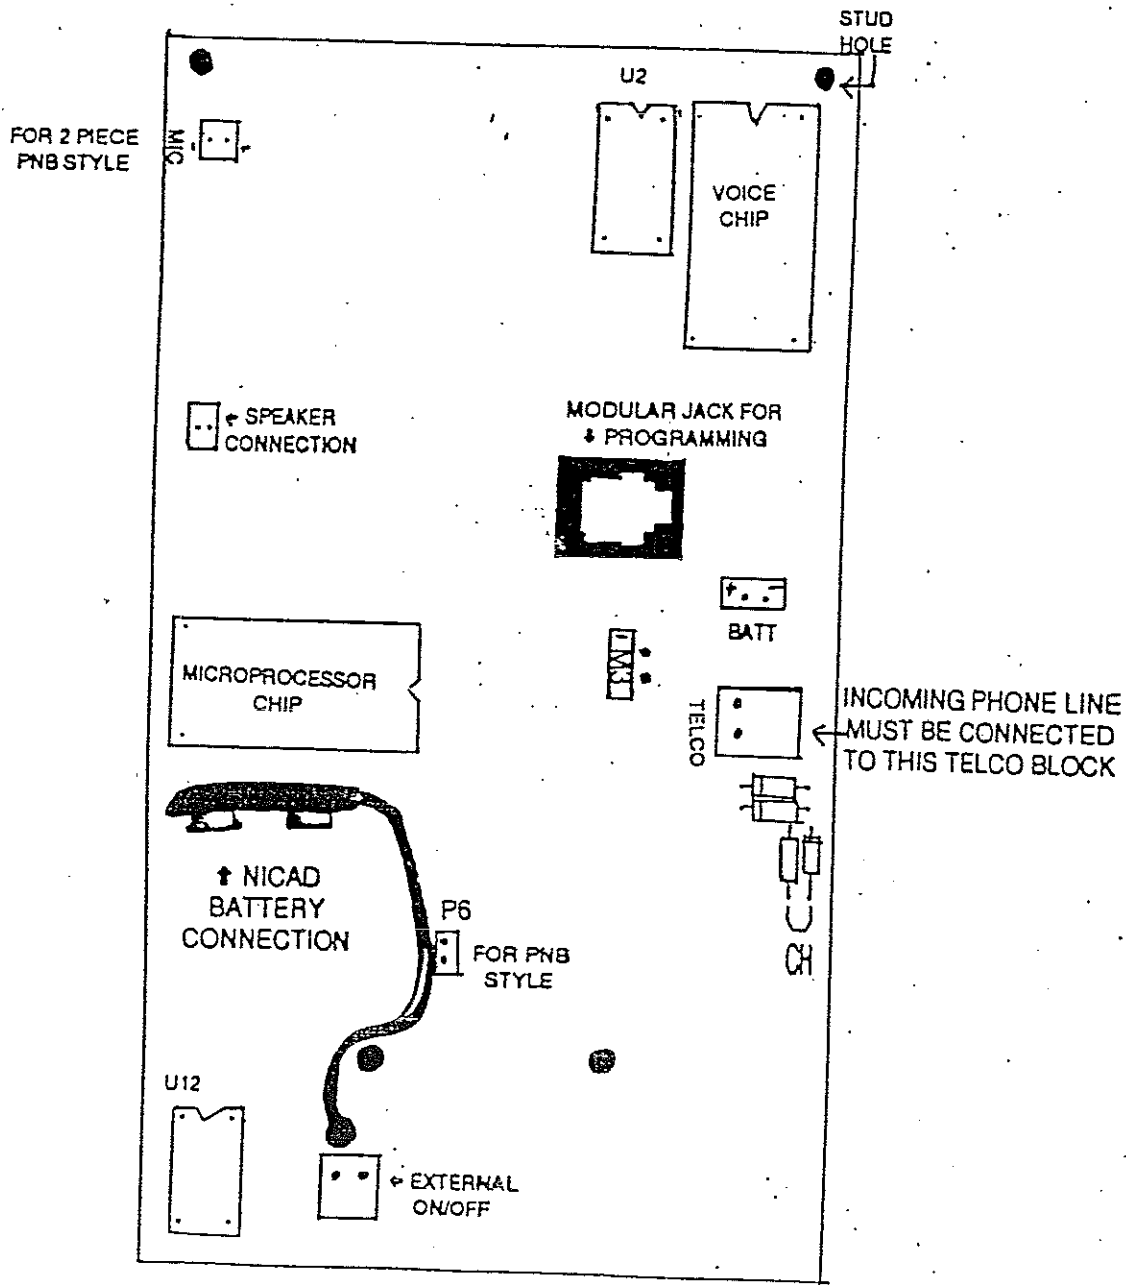 STUD
HOLE
U2
FOR 2 PIECE
PNB STYLE
MIC
- +
VOICE
CHIP
← SPEAKER
CONNECTION
MODULAR JACK FOR
↓ PROGRAMMING
+ -
BATT
M3
MICROPROCESSOR
CHIP
TELCO
INCOMING PHONE LINE
MUST BE CONNECTED
TO THIS TELCO BLOCK
↑ NICAD
BATTERY
CONNECTION
P6
FOR PNB
STYLE
CH
U12
← EXTERNAL
ON/OFF